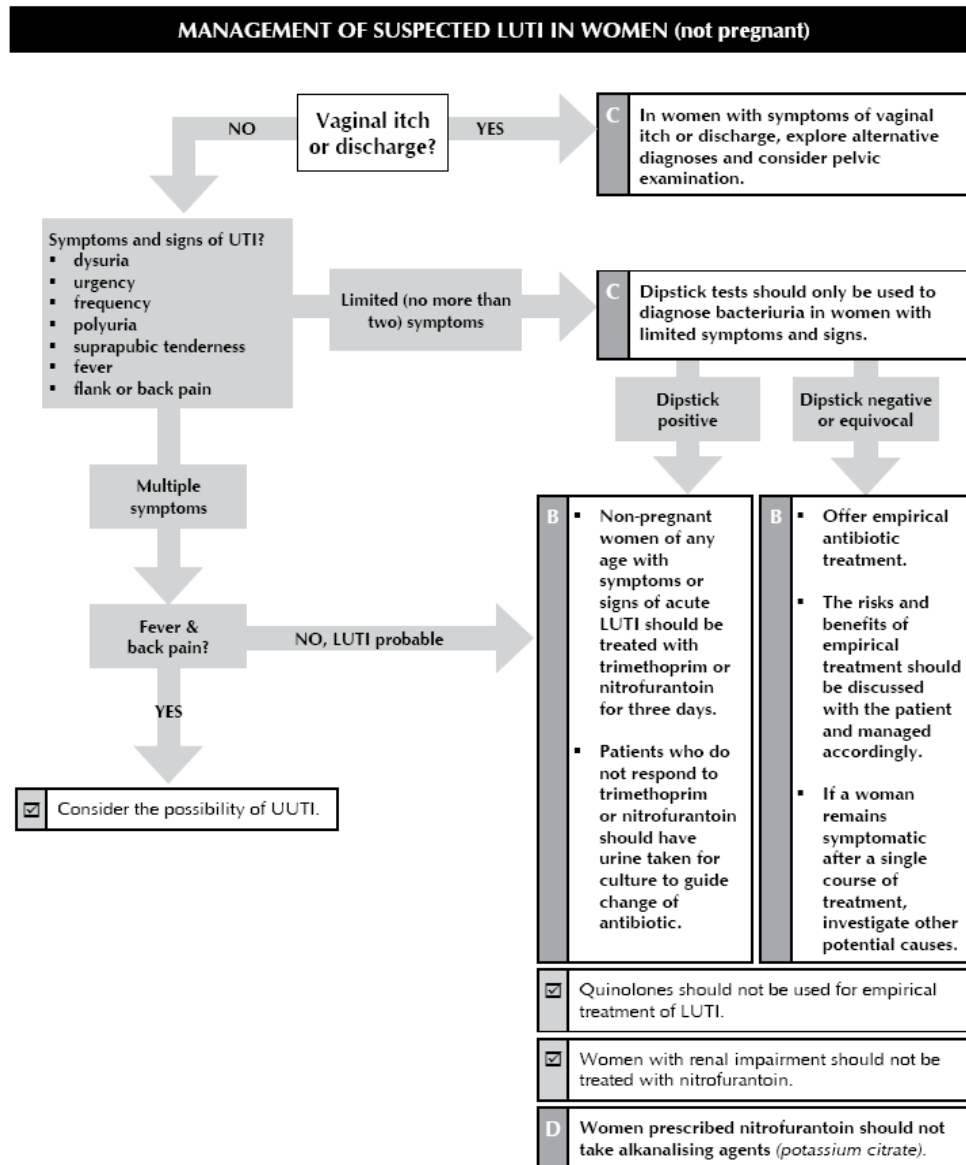 MANAGEMENT OF SUSPECTED LUTI IN WOMEN (not pregnant)
Vaginal itch
or discharge?
NO
YES
C
In women with symptoms of vaginal
itch or discharge, explore alternative
diagnoses and consider pelvic
examination.
Symptoms and signs of UTI?
▪ dysuria
▪ urgency
▪ frequency
▪ polyuria
▪ suprapubic tenderness
▪ fever
▪ flank or back pain
Limited (no more than
two) symptoms
C
Dipstick tests should only be used to
diagnose bacteriuria in women with
limited symptoms and signs.
Dipstick
positive
Dipstick negative
or equivocal
Multiple
symptoms
Fever &
back pain?
NO, LUTI probable
YES
☑ Consider the possibility of UUTI.
B
▪ Non-pregnant
women of any
age with
symptoms or
signs of acute
LUTI should be
treated with
trimethoprim or
nitrofurantoin
for three days.
▪ Patients who do
not respond to
trimethoprim
or nitrofurantoin
should have
urine taken for
culture to guide
change of
antibiotic.
B
▪ Offer empirical
antibiotic
treatment.
▪ The risks and
benefits of
empirical
treatment should
be discussed
with the patient
and managed
accordingly.
▪ If a woman
remains
symptomatic
after a single
course of
treatment,
investigate other
potential causes.
☑ Quinolones should not be used for empirical
treatment of LUTI.
☑ Women with renal impairment should not be
treated with nitrofurantoin.
D
Women prescribed nitrofurantoin should not
take alkanalising agents (potassium citrate).